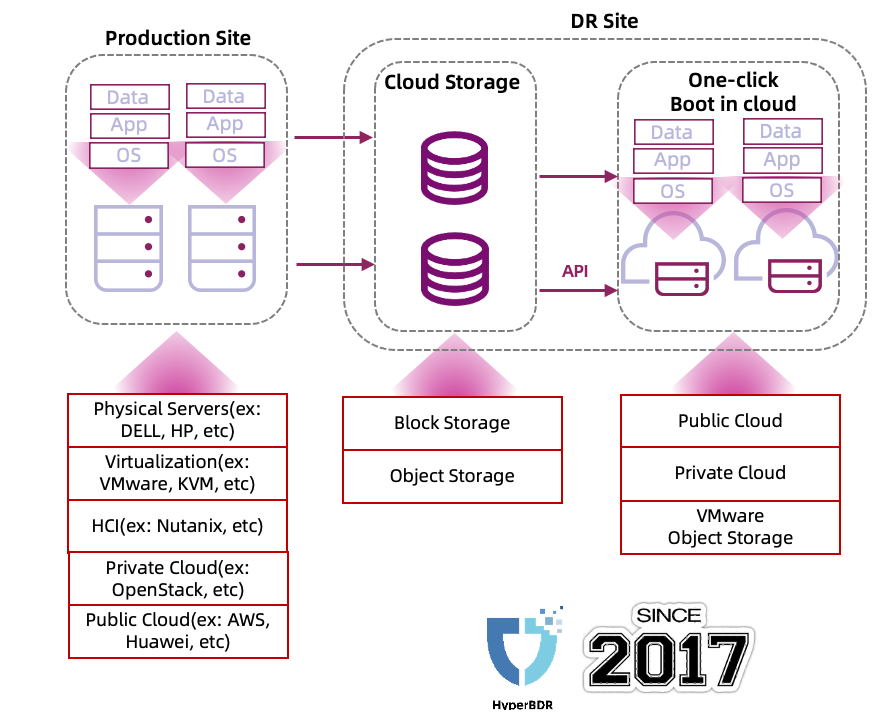 Production Site
DR Site
Cloud Storage
One-click
Boot in cloud
Data
App
OS
Data
App
OS
Data
App
OS
Data
App
OS
API
Physical Servers(ex:
DELL, HP, etc)
Virtualization(ex:
VMware, KVM, etc)
HCI(ex: Nutanix, etc)
Private Cloud(ex:
OpenStack, etc)
Public Cloud(ex: AWS,
Huawei, etc)
Block Storage
Object Storage
Public Cloud
Private Cloud
VMware
Object Storage
HyperBDR
SINCE
2017